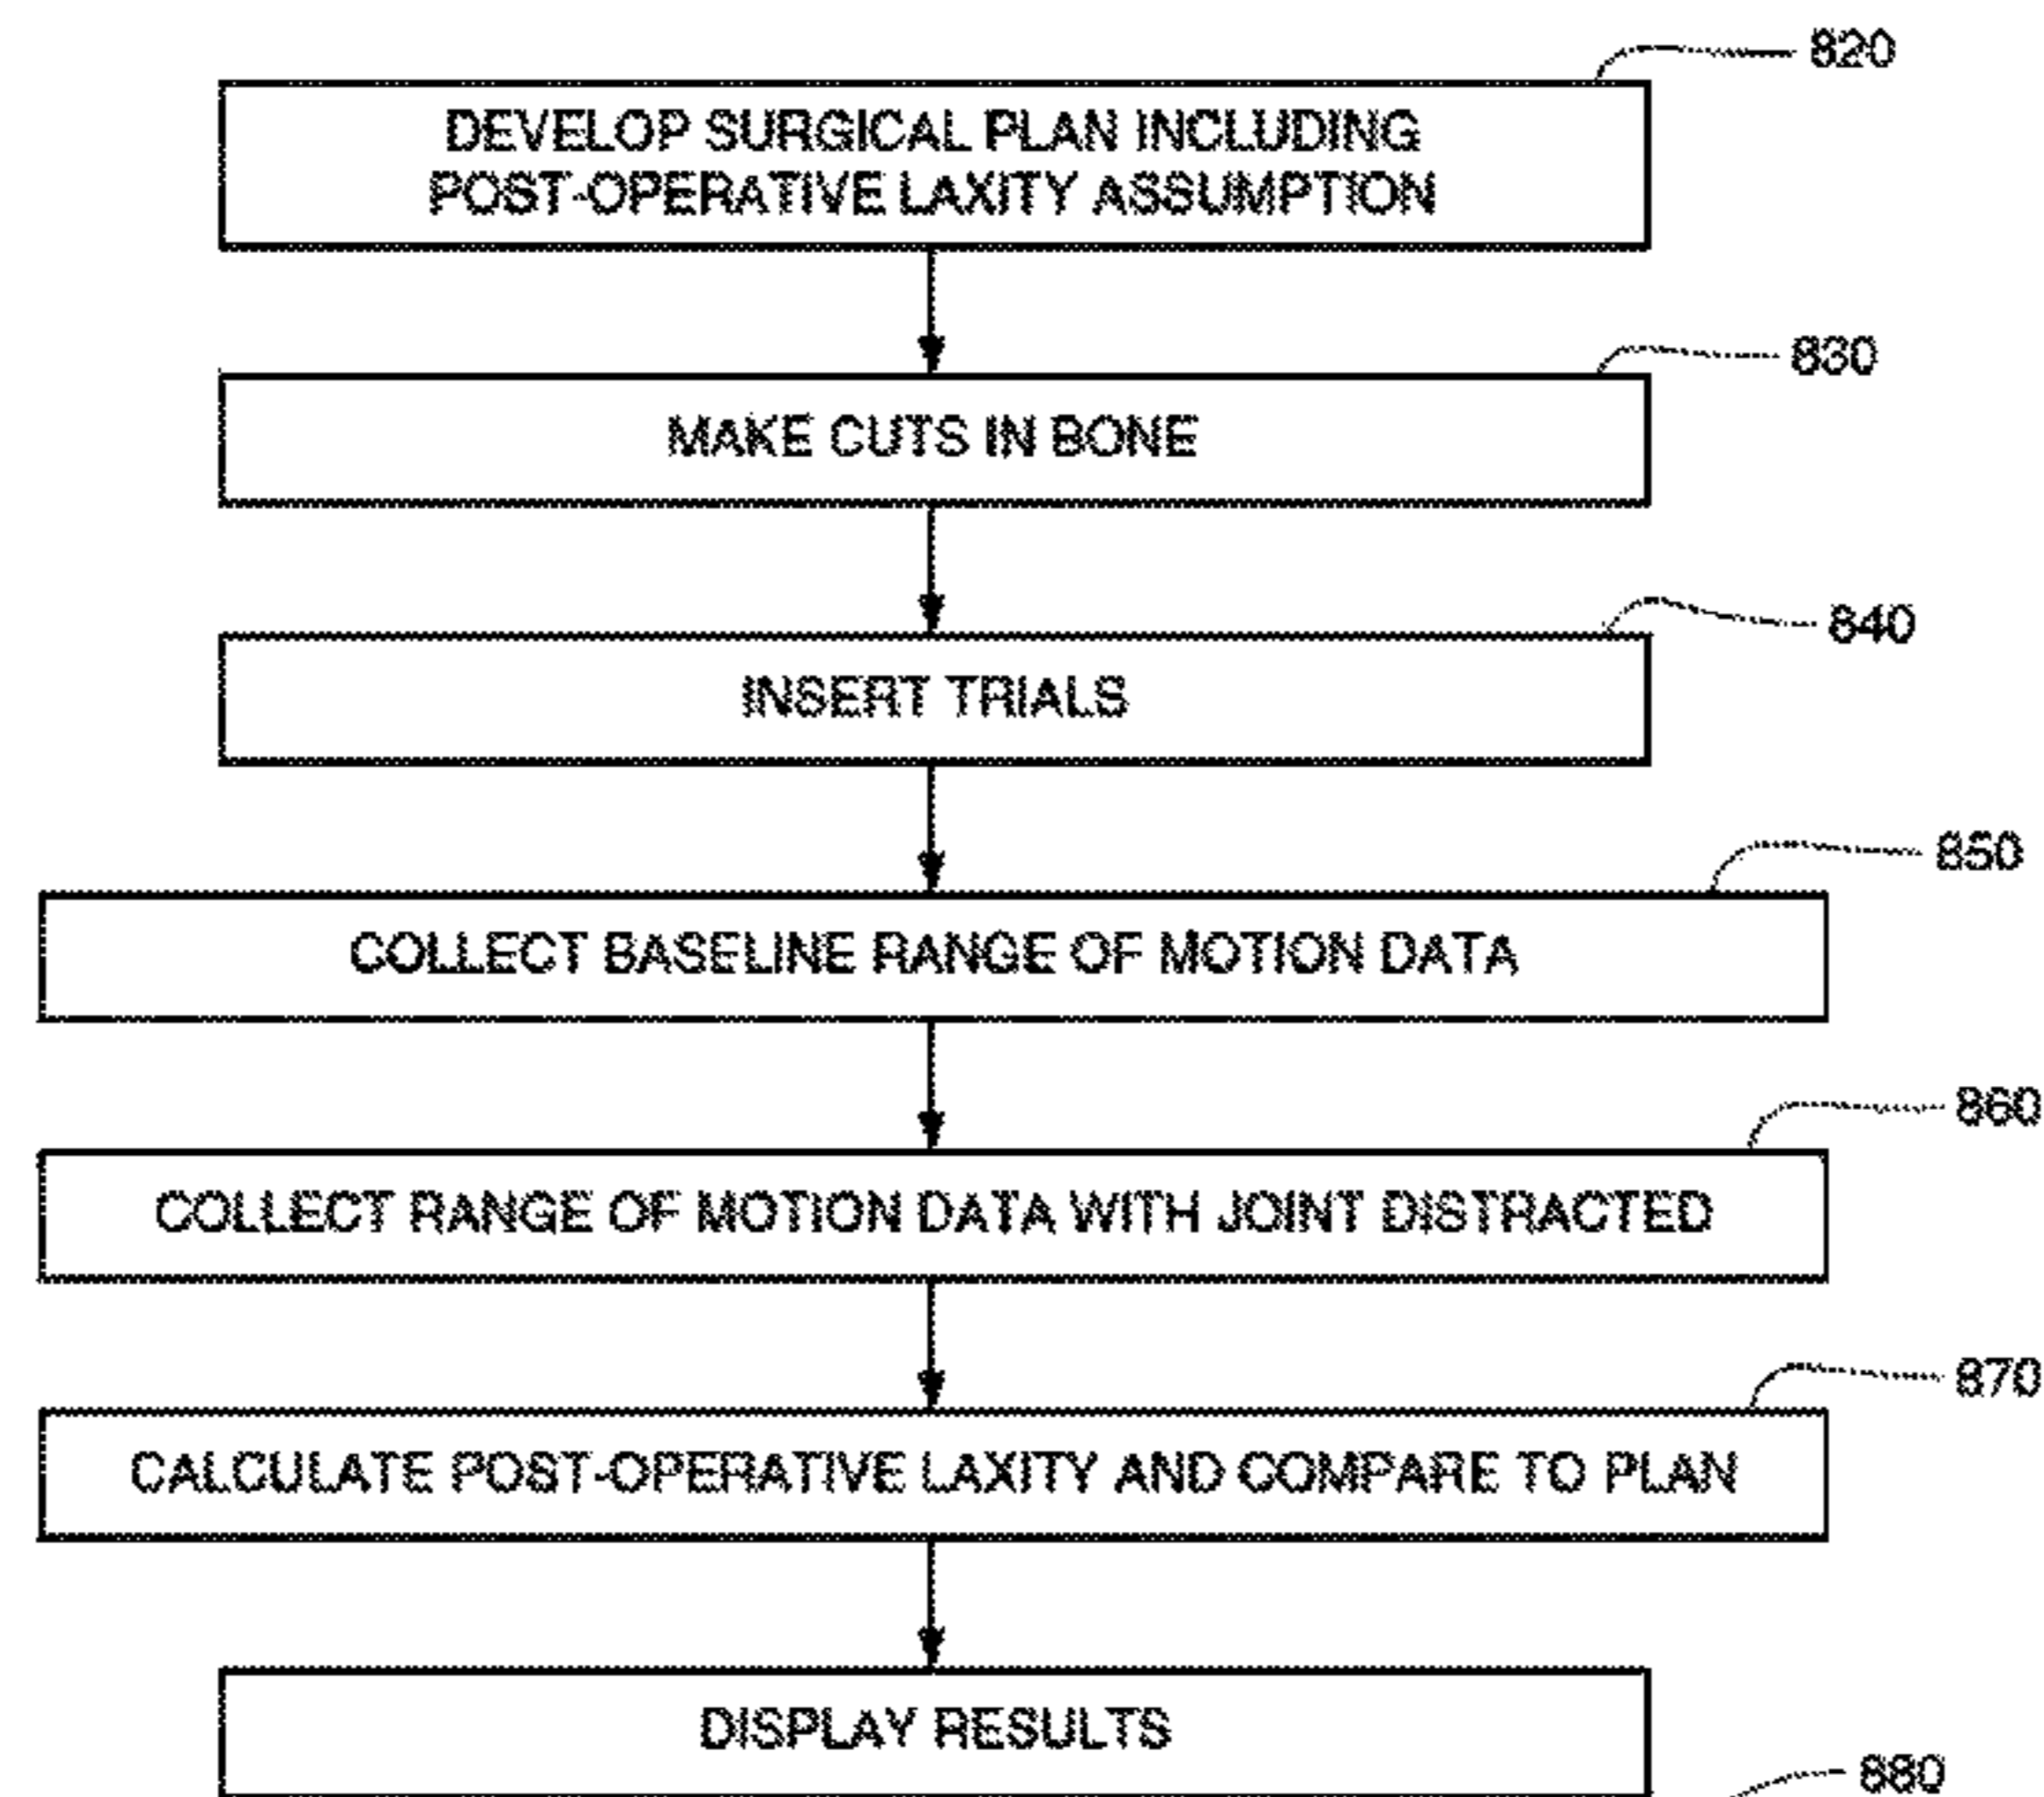 820
DEVELOP SURGICAL PLAN INCLUDING
POST-OPERATIVE LAXITY ASSUMPTION
830
MAKE CUTS IN BONE
840
INSERT TRIALS
850
COLLECT BASELINE RANGE OF MOTION DATA
860
COLLECT RANGE OF MOTION DATA WITH JOINT DISTRACTED
870
CALCULATE POST-OPERATIVE LAXITY AND COMPARE TO PLAN
DISPLAY RESULTS
880